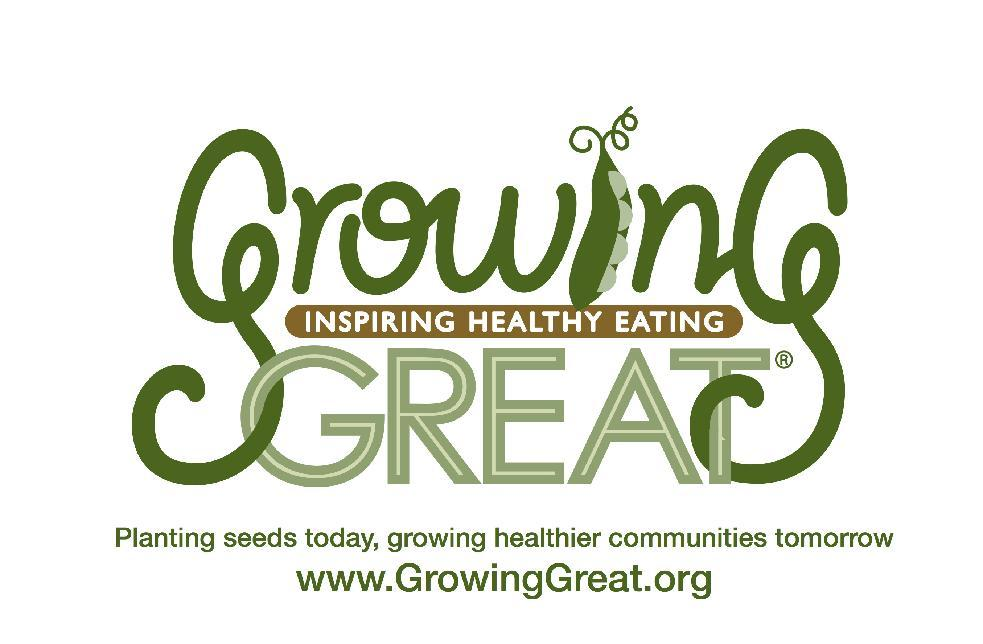 GrowinG
INSPIRING HEALTHY EATING
GREAT®
Planting seeds today, growing healthier communities tomorrow
www.GrowingGreat.org